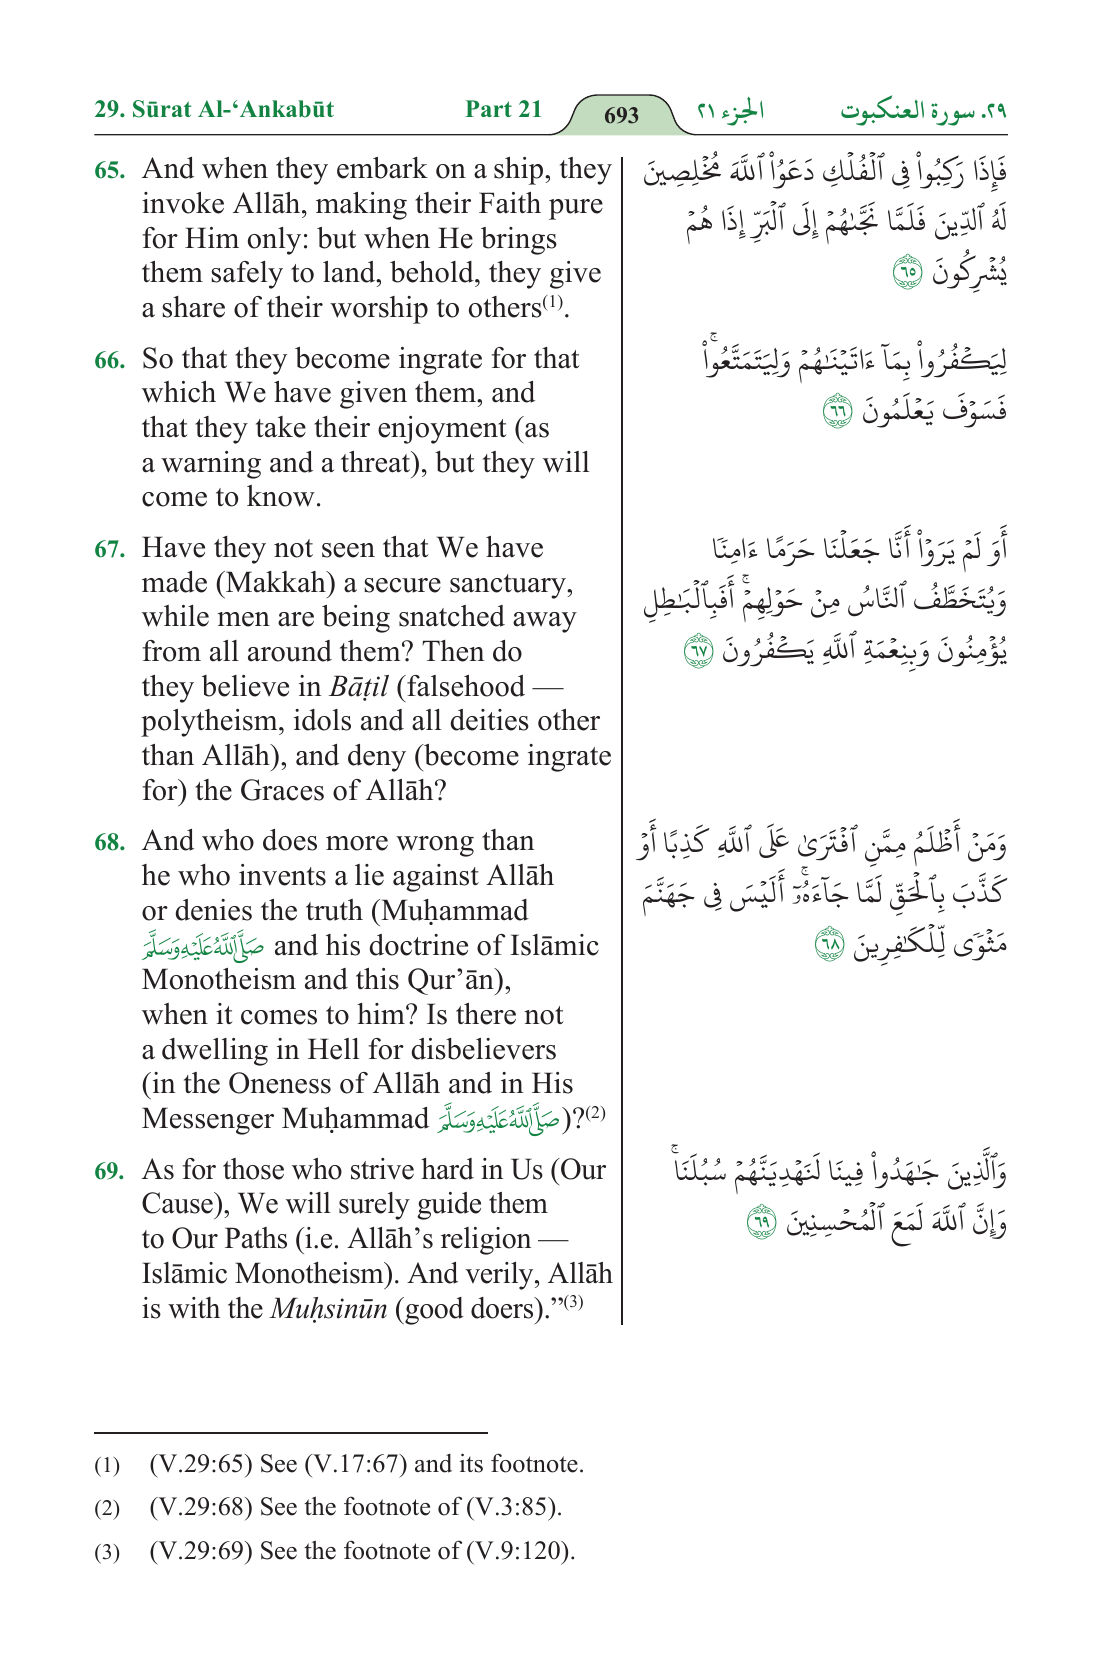 29. Sūrat Al-‘Ankabūt Part 21 693 الجزء ٢١ ٢٩. سورة العنكبوت
65. And when they embark on a ship, they
invoke Allāh, making their Faith pure
for Him only: but when He brings
them safely to land, behold, they give
a share of their worship to others(1).
فَإِذَا رَكِبُوا۟ فِى ٱلْفُلْكِ دَعَوُا۟ ٱللَّهَ مُخْلِصِينَ
لَهُ ٱلدِّينَ فَلَمَّا نَجَّىٰهُمْ إِلَى ٱلْبَرِّ إِذَا هُمْ
يُشْرِكُونَ ٦٥
66. So that they become ingrate for that
which We have given them, and
that they take their enjoyment (as
a warning and a threat), but they will
come to know.
لِيَكْفُرُوا۟ بِمَآ ءَاتَيْنَـٰهُمْ وَلِيَتَمَتَّعُوا۟ ۚ
فَسَوْفَ يَعْلَمُونَ ٦٦
67. Have they not seen that We have
made (Makkah) a secure sanctuary,
while men are being snatched away
from all around them? Then do
they believe in Bāṭil (falsehood —
polytheism, idols and all deities other
than Allāh), and deny (become ingrate
for) the Graces of Allāh?
أَوَ لَمْ يَرَوْا۟ أَنَّا جَعَلْنَا حَرَمًا ءَامِنًا
وَيُتَخَطَّفُ ٱلنَّاسُ مِنْ حَوْلِهِمْ ۚ أَفَبِٱلْبَـٰطِلِ
يُؤْمِنُونَ وَبِنِعْمَةِ ٱللَّهِ يَكْفُرُونَ ٦٧
68. And who does more wrong than
he who invents a lie against Allāh
or denies the truth (Muḥammad
صَلَّى ٱللَّهُ عَلَيْهِ وَسَلَّمَ and his doctrine of Islāmic
Monotheism and this Qur’ān),
when it comes to him? Is there not
a dwelling in Hell for disbelievers
(in the Oneness of Allāh and in His
Messenger Muḥammad صَلَّى ٱللَّهُ عَلَيْهِ وَسَلَّمَ)?(2)
وَمَنْ أَظْلَمُ مِمَّنِ ٱفْتَرَىٰ عَلَى ٱللَّهِ كَذِبًا أَوْ
كَذَّبَ بِٱلْحَقِّ لَمَّا جَآءَهُۥٓ ۚ أَلَيْسَ فِى جَهَنَّمَ
مَثْوًى لِّلْكَـٰفِرِينَ ٦٨
69. As for those who strive hard in Us (Our
Cause), We will surely guide them
to Our Paths (i.e. Allāh’s religion —
Islāmic Monotheism). And verily, Allāh
is with the Muḥsinūn (good doers).”(3)
وَٱلَّذِينَ جَـٰهَدُوا۟ فِينَا لَنَهْدِيَنَّهُمْ سُبُلَنَا ۚ
وَإِنَّ ٱللَّهَ لَمَعَ ٱلْمُحْسِنِينَ ٦٩
(1) (V.29:65) See (V.17:67) and its footnote.
(2) (V.29:68) See the footnote of (V.3:85).
(3) (V.29:69) See the footnote of (V.9:120).